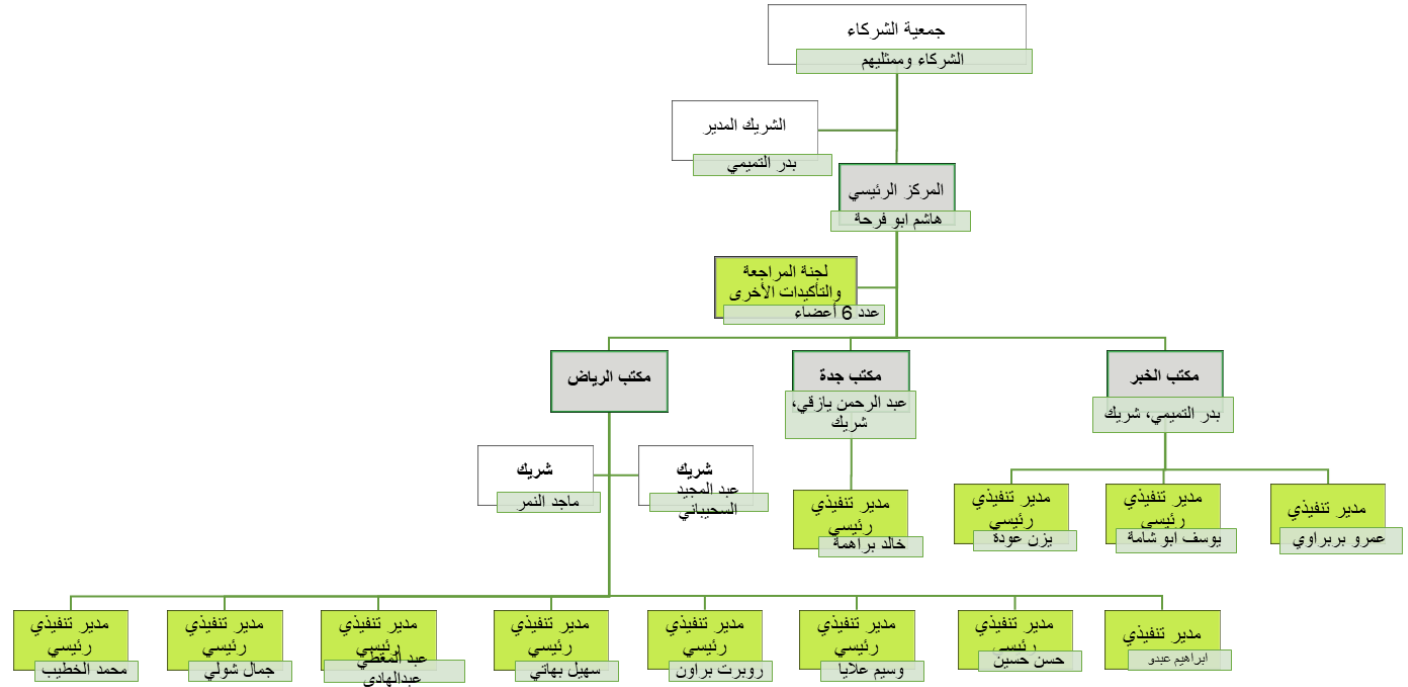 جمعية الشركاء
الشركاء وممثليهم
الشريك المدير
بدر التميمي
المركز الرئيسي
هاشم ابو فرحة
لجنة المراجعة
والتأكيدات الأخرى
عدد 6 أعضاء
مكتب الخبر
بدر التميمي، شريك
مكتب جدة
عبد الرحمن يازقي،
شريك
مكتب الرياض
شريك
عبد المجيد
السحيباني
شريك
ماجد النمر
مدير تنفيذي
عمرو بربراوي
مدير تنفيذي
رئيسي
يوسف ابو شامة
مدير تنفيذي
رئيسي
يزن عودة
مدير تنفيذي
رئيسي
خالد براهمة
مدير تنفيذي
ابراهيم عبدو
مدير تنفيذي
رئيسي
حسن حسين
مدير تنفيذي
رئيسي
وسيم علايا
مدير تنفيذي
رئيسي
روبرت براون
مدير تنفيذي
رئيسي
سهيل بهاتي
مدير تنفيذي
رئيسي
عبد المعطي
عبدالهادي
مدير تنفيذي
رئيسي
جمال شولي
مدير تنفيذي
رئيسي
محمد الخطيب